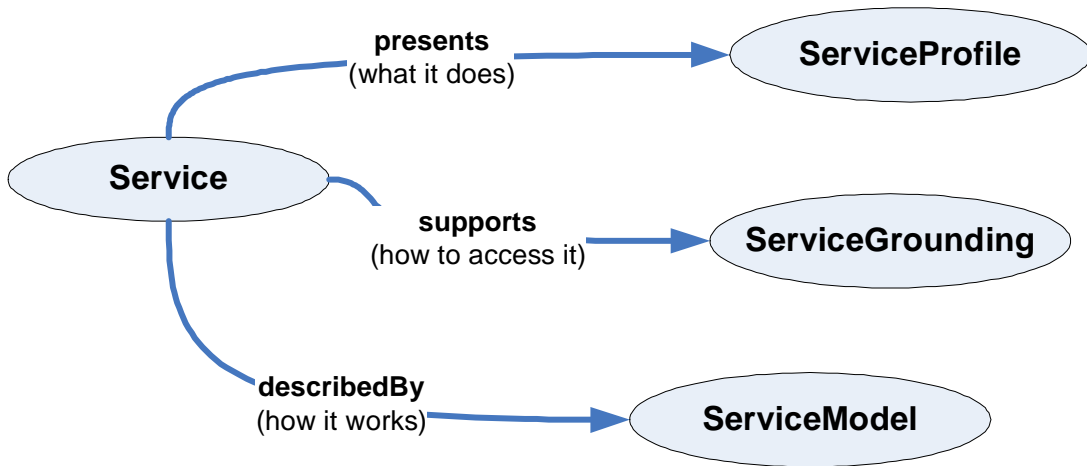 presents
(what it does)
ServiceProfile
Service
supports
(how to access it)
ServiceGrounding
describedBy
(how it works)
ServiceModel